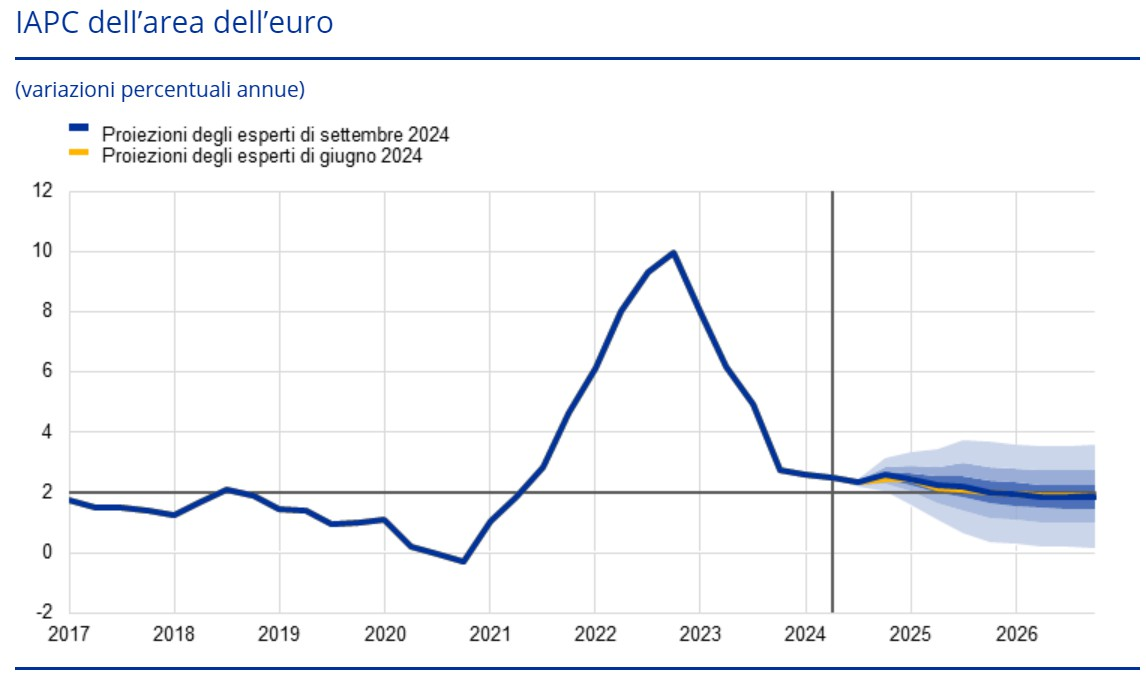 IAPC dell’area dell’euro
(variazioni percentuali annue)
Proiezioni degli esperti di settembre 2024
Proiezioni degli esperti di giugno 2024
12
10
8
6
4
2
0
-2
2017 2018 2019 2020 2021 2022 2023 2024 2025 2026